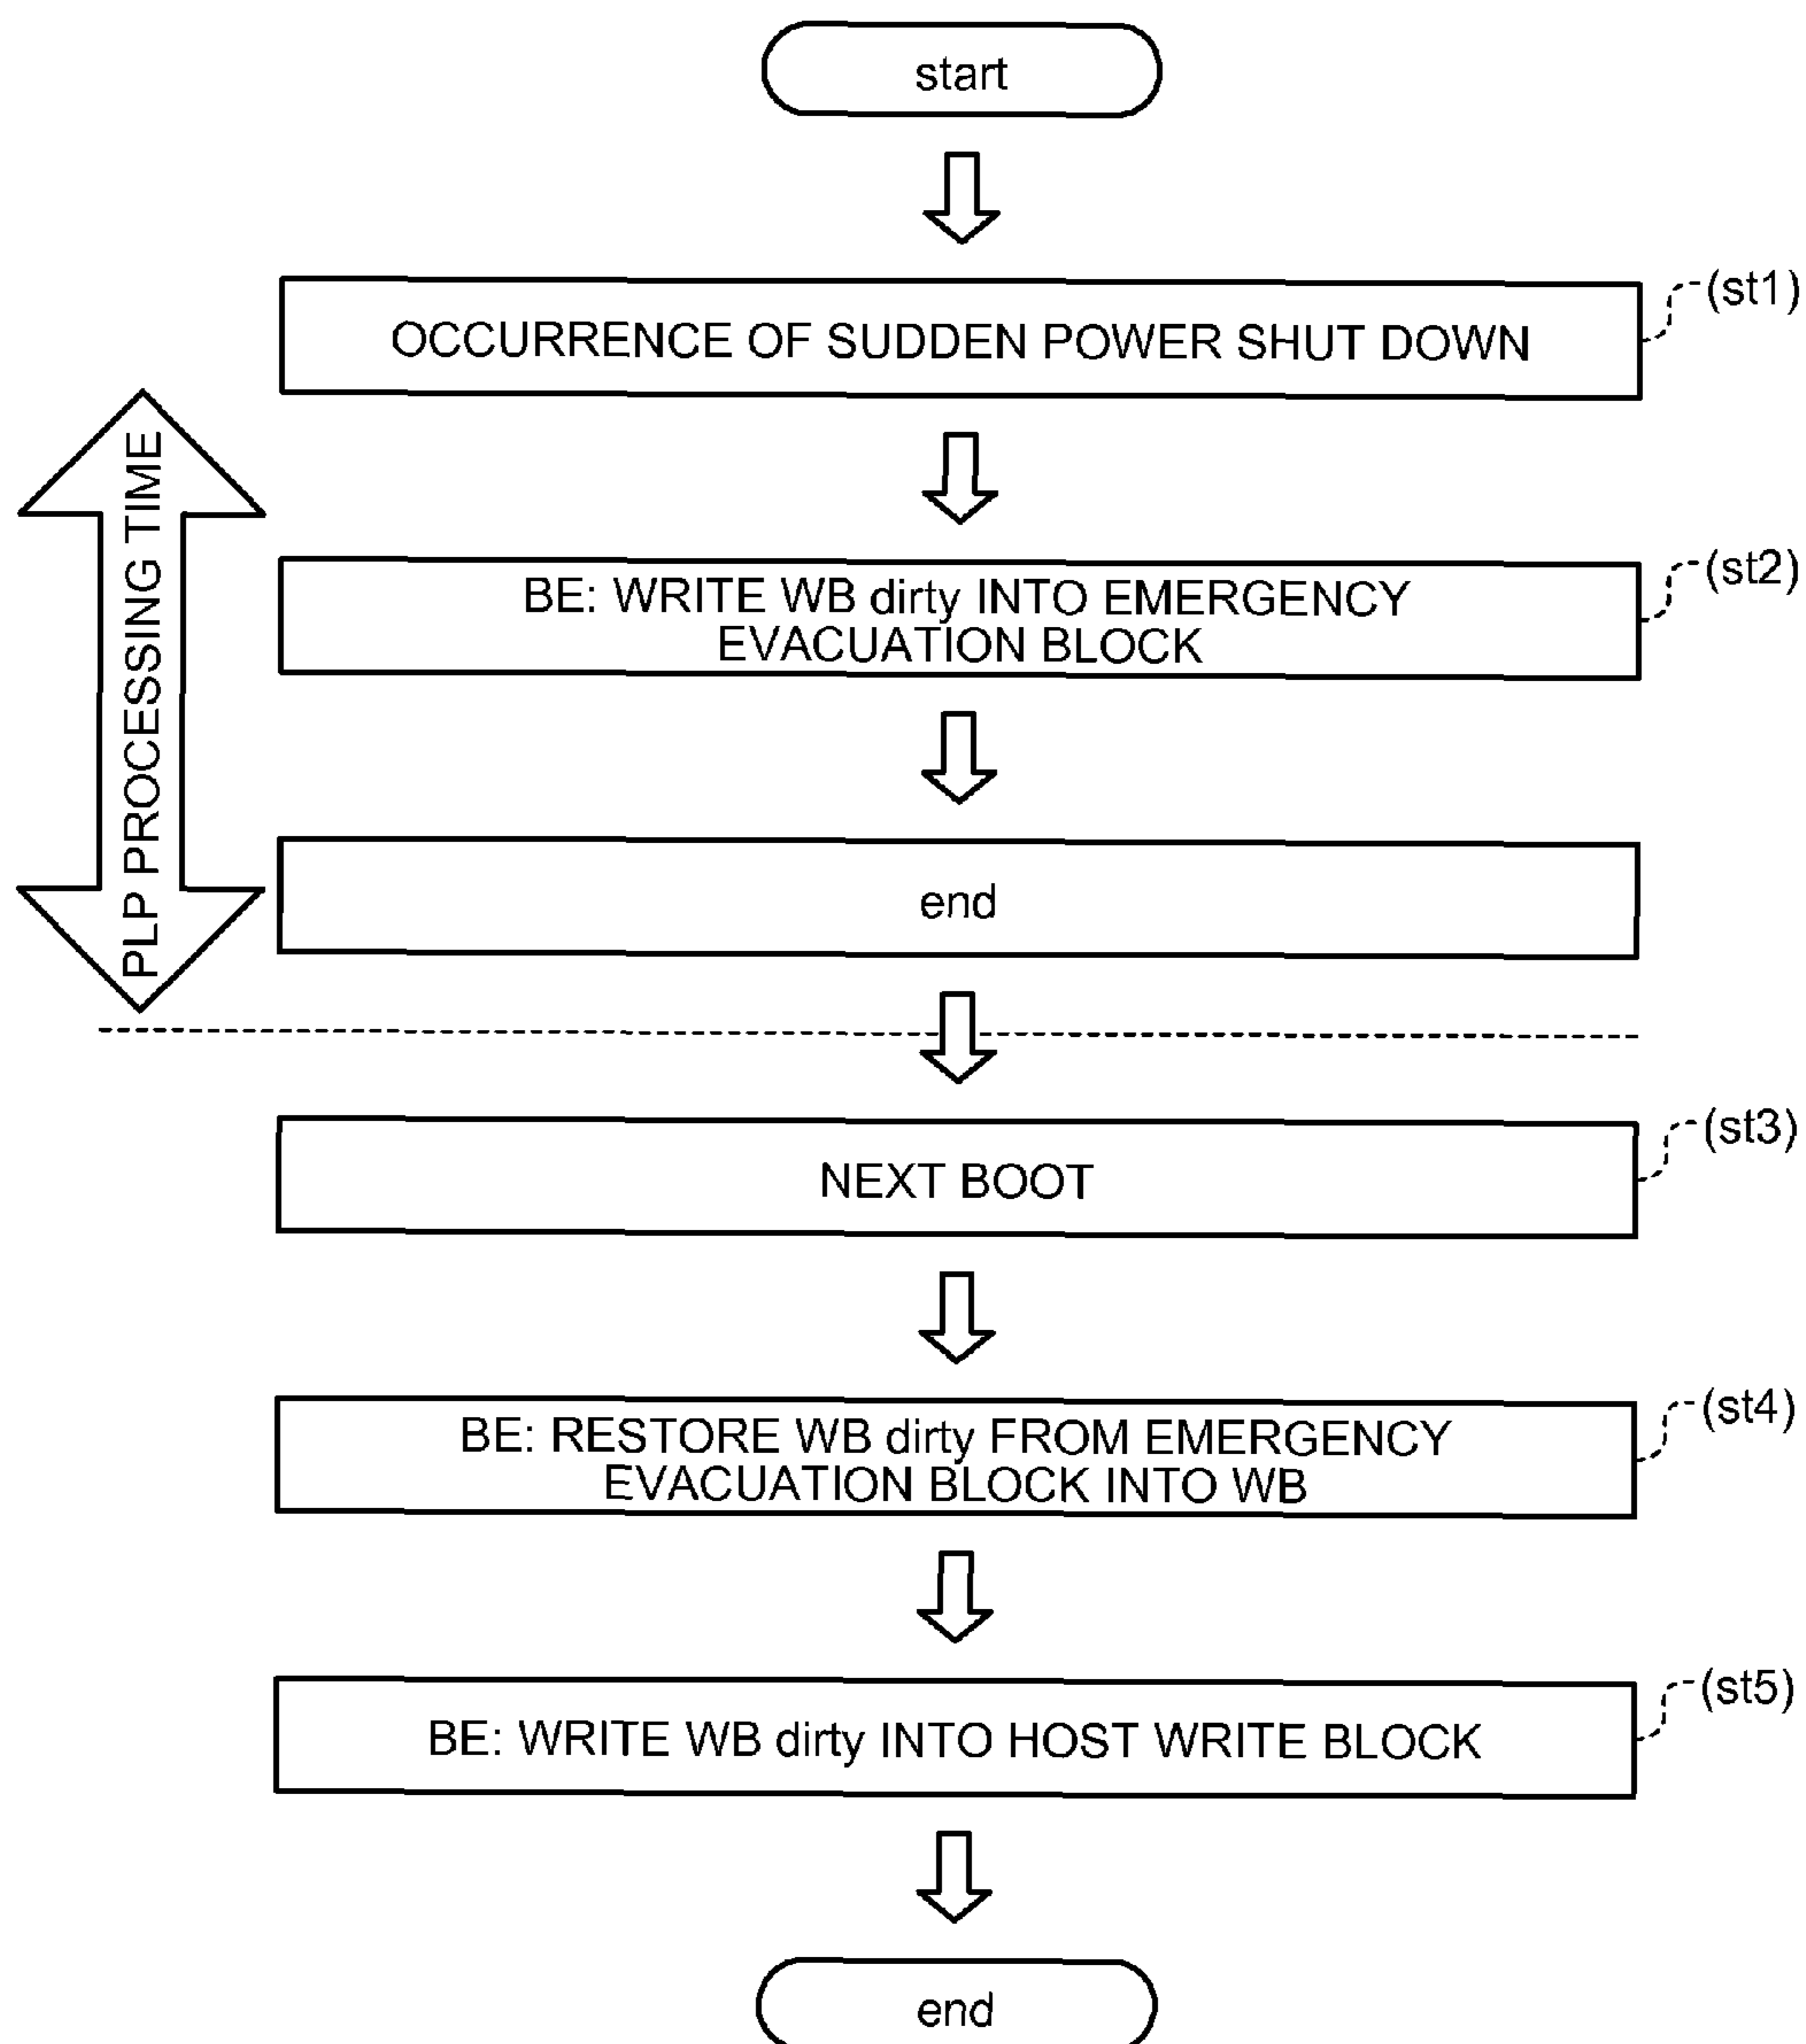 start
OCCURRENCE OF SUDDEN POWER SHUT DOWN
(st1)
PLP PROCESSING TIME
BE: WRITE WB dirty INTO EMERGENCY
EVACUATION BLOCK
(st2)
end
NEXT BOOT
(st3)
BE: RESTORE WB dirty FROM EMERGENCY
EVACUATION BLOCK INTO WB
(st4)
BE: WRITE WB dirty INTO HOST WRITE BLOCK
(st5)
end